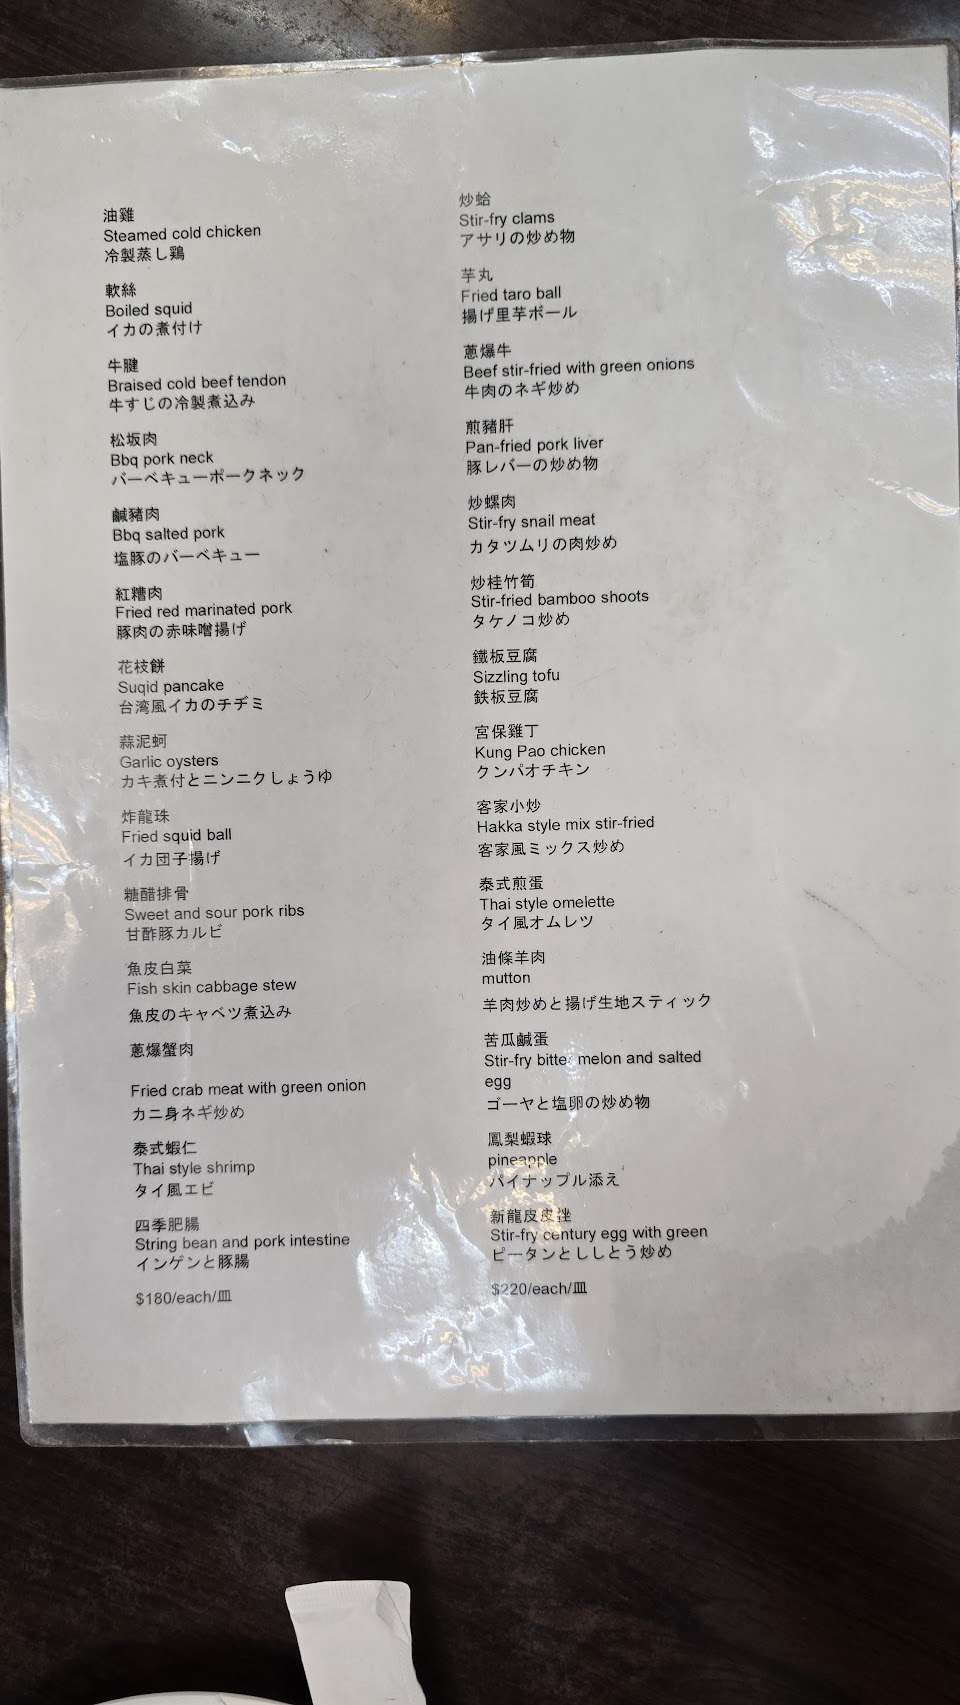 油雞
Steamed cold chicken
冷製蒸し鶏
軟絲
Boiled squid
イカの煮付け
牛腱
Braised cold beef tendon
牛すじの冷製煮込み
松坂肉
Bbq pork neck
バーベキューポークネック
鹹豬肉
Bbq salted pork
塩豚のバーベキュー
紅糟肉
Fried red marinated pork
豚肉の赤味噌揚げ
花枝餅
Suqid pancake
台湾風イカのチヂミ
蒜泥蚵
Garlic oysters
カキ煮付とニンニクしょうゆ
炸龍珠
Fried squid ball
イカ団子揚げ
糖醋排骨
Sweet and sour pork ribs
甘酢豚カルビ
魚皮白菜
Fish skin cabbage stew
魚皮のキャベツ煮込み
蔥爆蟹肉
Fried crab meat with green onion
カニ身ネギ炒め
泰式蝦仁
Thai style shrimp
タイ風エビ
四季肥腸
String bean and pork intestine
インゲンと豚腸
$180/each/皿
炒蛤
Stir-fry clams
アサリの炒め物
芋丸
Fried taro ball
揚げ里芋ボール
蔥爆牛
Beef stir-fried with green onions
牛肉のネギ炒め
煎豬肝
Pan-fried pork liver
豚レバーの炒め物
炒螺肉
Stir-fry snail meat
カタツムリの肉炒め
炒桂竹筍
Stir-fried bamboo shoots
タケノコ炒め
鐵板豆腐
Sizzling tofu
鉄板豆腐
宮保雞丁
Kung Pao chicken
クンパオチキン
客家小炒
Hakka style mix stir-fried
客家風ミックス炒め
泰式煎蛋
Thai style omelette
タイ風オムレツ
油條羊肉
mutton
羊肉炒めと揚げ生地スティック
苦瓜鹹蛋
Stir-fry bitter melon and salted
egg
ゴーヤと塩卵の炒め物
鳳梨蝦球
pineapple
パイナップル添え
新龍皮皮挫
Stir-fry century egg with green
ピータンとししとう炒め
$220/each/皿